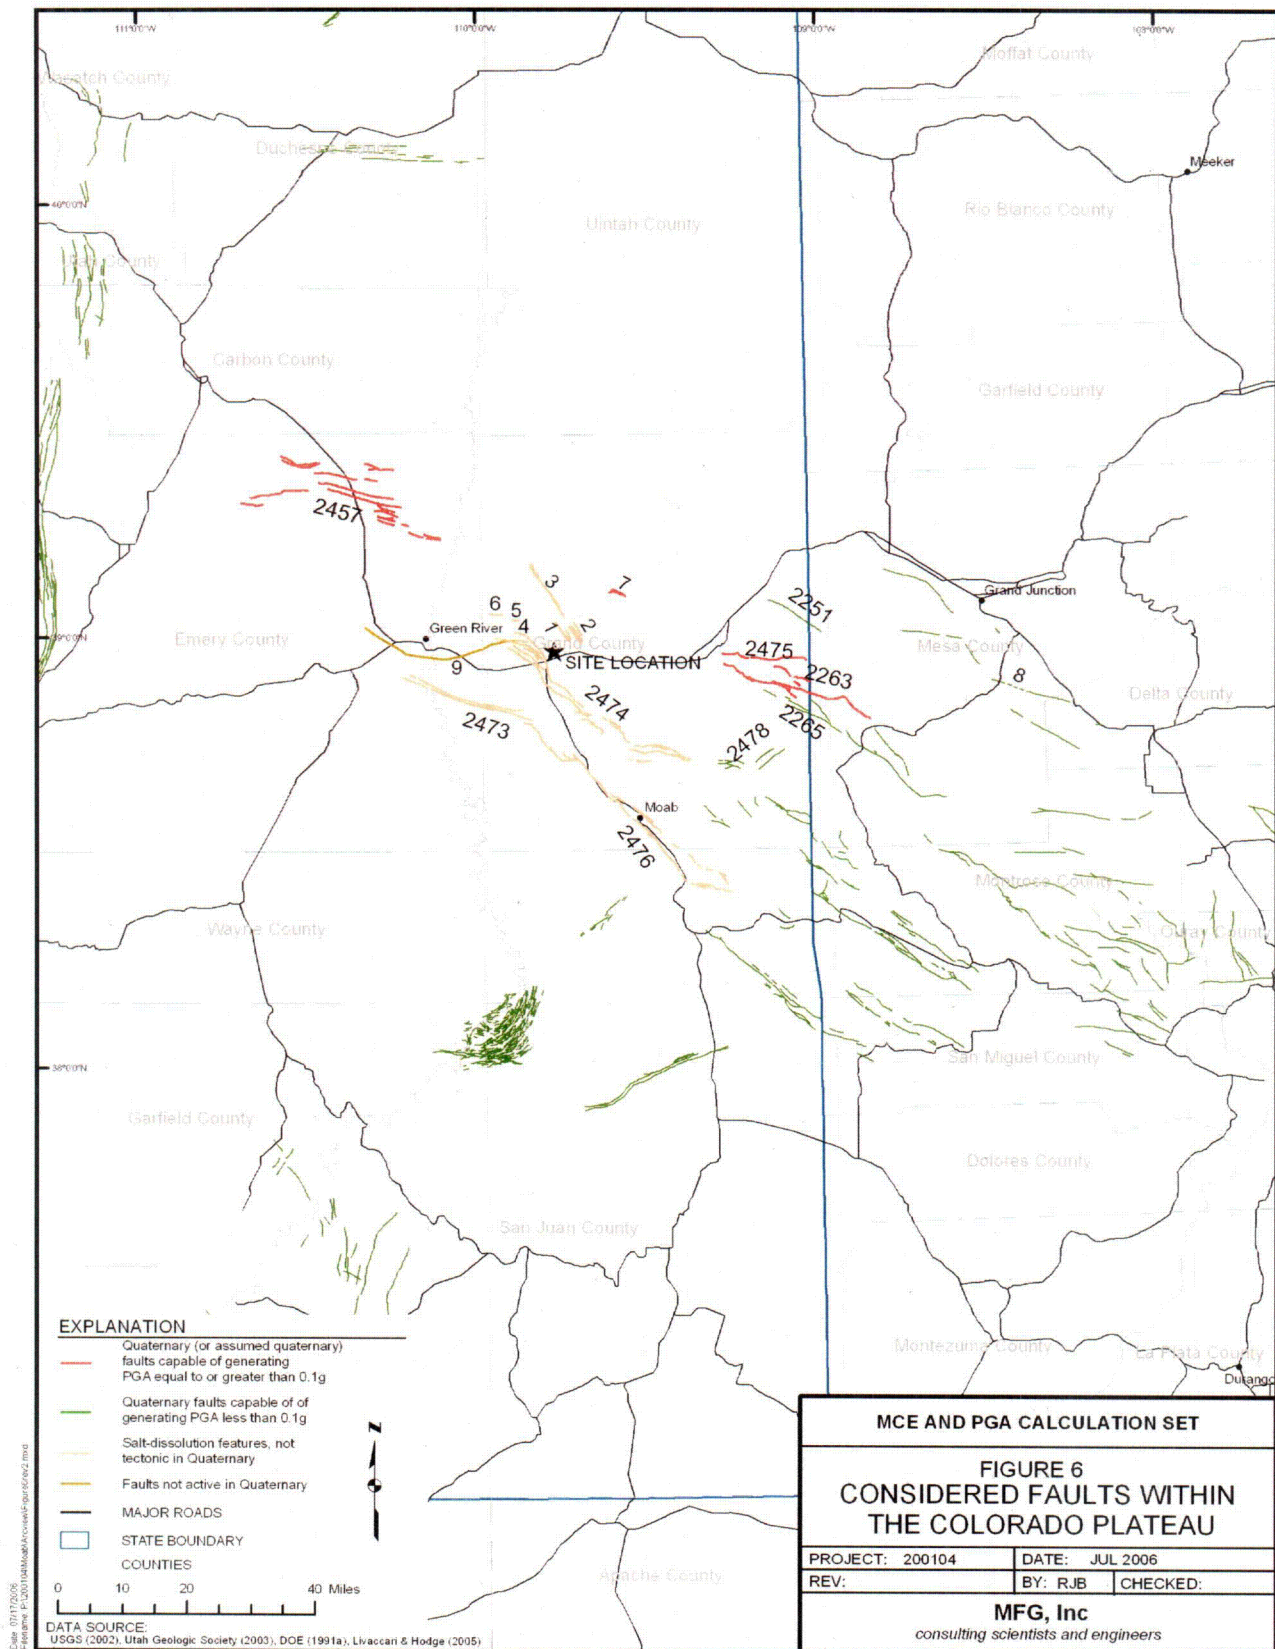 111°0'0"W
110°0'0"W
109°0'0"W
108°0'0"W
Moffat County
Wasatch County
Duchesne County
Meeker
40°0'0"N
Uintah County
Rio Blanco County
Utah County
Carbon County
Garfield County
2457
3
7
6
5
4
1
2
Green River
39°0'0"N
Emery County
Grand County
SITE LOCATION
9
2251
Grand Junction
2475
Mesa County
2263
8
Delta County
2474
2473
2265
2478
Moab
2476
Montrose County
Wayne County
Ouray County
38°0'0"N
San Miguel County
Garfield County
Dolores County
San Juan County
Montezuma County
La Plata County
Durango
Apache County
EXPLANATION
Quaternary (or assumed quaternary)
faults capable of generating
PGA equal to or greater than 0.1g
Quaternary faults capable of of
generating PGA less than 0.1g
Salt-dissolution features, not
tectonic in Quaternary
Faults not active in Quaternary
MAJOR ROADS
STATE BOUNDARY
COUNTIES
N
0 10 20 40 Miles
DATA SOURCE:
USGS (2002), Utah Geologic Society (2003), DOE (1991a), Livaccari & Hodge (2005)
MCE AND PGA CALCULATION SET
FIGURE 6
CONSIDERED FAULTS WITHIN
THE COLORADO PLATEAU
PROJECT: 200104 DATE: JUL 2006
REV: BY: RJB CHECKED:
MFG, Inc
consulting scientists and engineers
Date: 07/17/2006